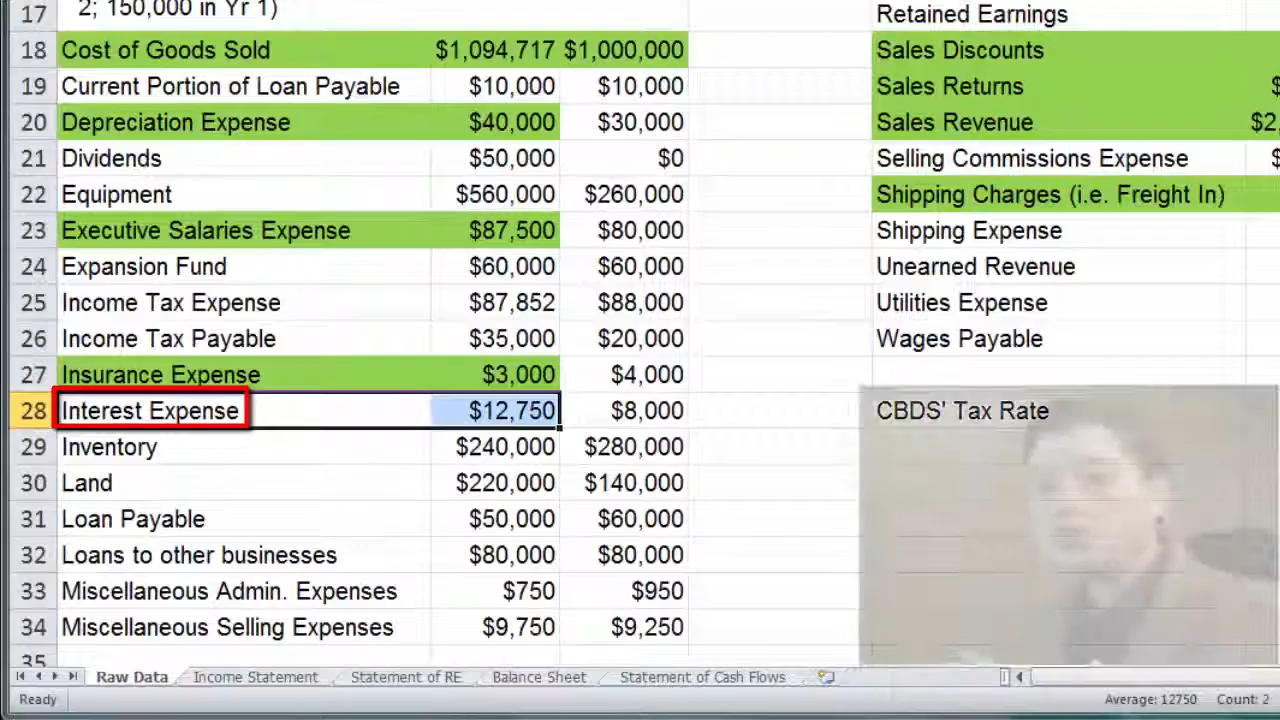 17 2; 150,000 in Yr 1) Retained Earnings
18 Cost of Goods Sold $1,094,717 $1,000,000 Sales Discounts
19 Current Portion of Loan Payable $10,000 $10,000 Sales Returns $
20 Depreciation Expense $40,000 $30,000 Sales Revenue $2,
21 Dividends $50,000 $0 Selling Commissions Expense $
22 Equipment $560,000 $260,000 Shipping Charges (i.e. Freight In)
23 Executive Salaries Expense $87,500 $80,000 Shipping Expense
24 Expansion Fund $60,000 $60,000 Unearned Revenue
25 Income Tax Expense $87,852 $88,000 Utilities Expense
26 Income Tax Payable $35,000 $20,000 Wages Payable
27 Insurance Expense $3,000 $4,000
28 Interest Expense $12,750 $8,000 CBDS' Tax Rate
29 Inventory $240,000 $280,000
30 Land $220,000 $140,000
31 Loan Payable $50,000 $60,000
32 Loans to other businesses $80,000 $80,000
33 Miscellaneous Admin. Expenses $750 $950
34 Miscellaneous Selling Expenses $9,750 $9,250
35
Raw Data Income Statement Statement of RE Balance Sheet Statement of Cash Flows
Ready Average: 12750 Count: 2